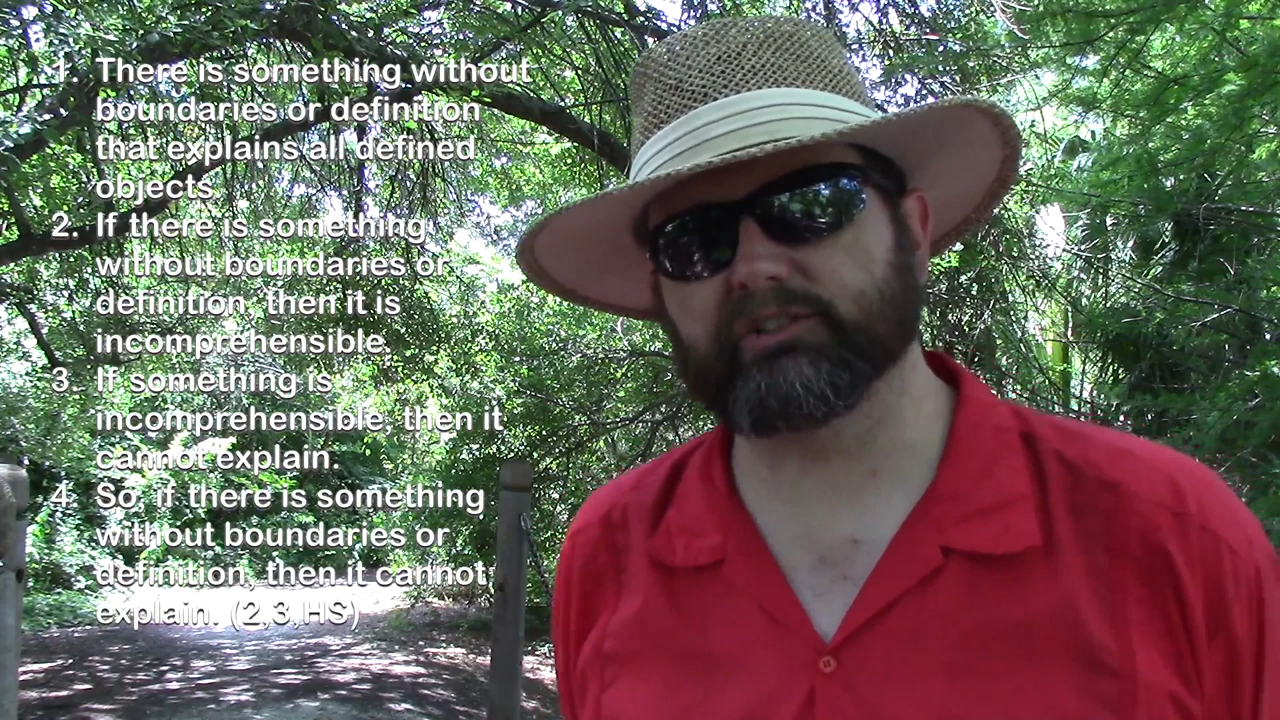 1. There is something without
boundaries or definition
that explains all defined
objects
2. If there is something
without boundaries or
definition, then it is
incomprehensible.
3. If something is
incomprehensible, then it
cannot explain.
4. So, if there is something
without boundaries or
definition, then it cannot
explain. (2,3,HS)